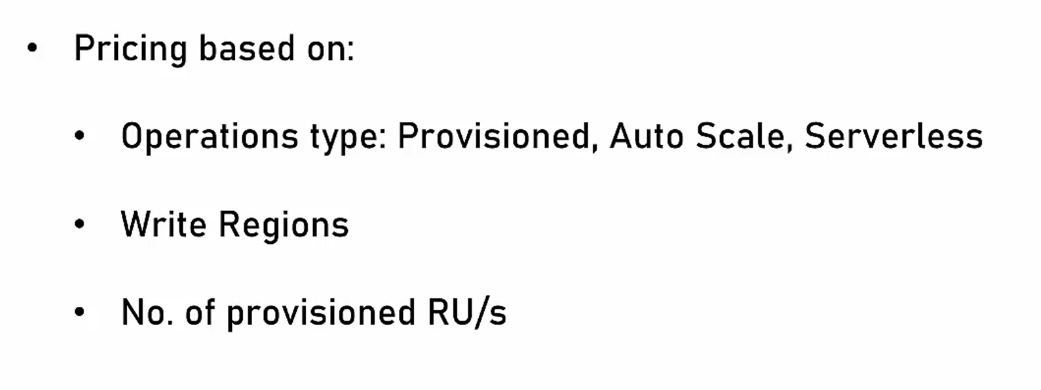 • Pricing based on:
• Operations type: Provisioned, Auto Scale, Serverless
• Write Regions
• No. of provisioned RU/s